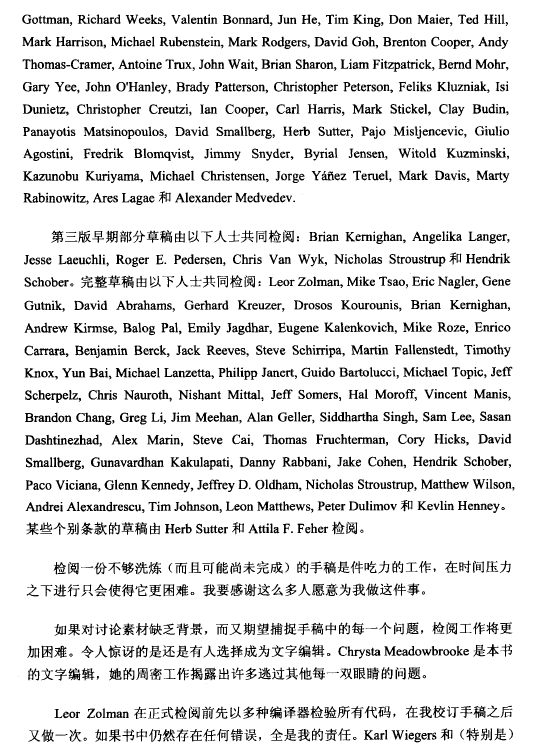 Gottman, Richard Weeks, Valentin Bonnard, Jun He, Tim King, Don Maier, Ted Hill,
Mark Harrison, Michael Rubenstein, Mark Rodgers, David Goh, Brenton Cooper, Andy
Thomas-Cramer, Antoine Trux, John Wait, Brian Sharon, Liam Fitzpatrick, Bernd Mohr,
Gary Yee, John O'Hanley, Brady Patterson, Christopher Peterson, Feliks Kluzniak, Isi
Dunietz, Christopher Creutzi, Ian Cooper, Carl Harris, Mark Stickel, Clay Budin,
Panayotis Matsinopoulos, David Smallberg, Herb Sutter, Pajo Misljencevic, Giulio
Agostini, Fredrik Blomqvist, Jimmy Snyder, Byrial Jensen, Witold Kuzminski,
Kazunobu Kuriyama, Michael Christensen, Jorge Yáñez Teruel, Mark Davis, Marty
Rabinowitz, Ares Lagae 和 Alexander Medvedev.
第三版早期部分草稿由以下人士共同检阅：Brian Kernighan, Angelika Langer,
Jesse Laeuchli, Roger E. Pedersen, Chris Van Wyk, Nicholas Stroustrup 和 Hendrik
Schober。完整草稿由以下人士共同检阅：Leor Zolman, Mike Tsao, Eric Nagler, Gene
Gutnik, David Abrahams, Gerhard Kreuzer, Drosos Kourounis, Brian Kernighan,
Andrew Kirmse, Balog Pal, Emily Jagdhar, Eugene Kalenkovich, Mike Roze, Enrico
Carrara, Benjamin Berck, Jack Reeves, Steve Schirripa, Martin Fallenstedt, Timothy
Knox, Yun Bai, Michael Lanzetta, Philipp Janert, Guido Bartolucci, Michael Topic, Jeff
Scherpelz, Chris Nauroth, Nishant Mittal, Jeff Somers, Hal Moroff, Vincent Manis,
Brandon Chang, Greg Li, Jim Meehan, Alan Geller, Siddhartha Singh, Sam Lee, Sasan
Dashtinezhad, Alex Marin, Steve Cai, Thomas Fruchterman, Cory Hicks, David
Smallberg, Gunavardhan Kakulapati, Danny Rabbani, Jake Cohen, Hendrik Schober,
Paco Viciana, Glenn Kennedy, Jeffrey D. Oldham, Nicholas Stroustrup, Matthew Wilson,
Andrei Alexandrescu, Tim Johnson, Leon Matthews, Peter Dulimov 和 Kevlin Henney。
某些个别条款的草稿由 Herb Sutter 和 Attila F. Feher 检阅。
检阅一份不够洗炼（而且可能尚未完成）的手稿是件吃力的工作，在时间压力
之下进行只会使得它更困难。我要感谢这么多人愿意为我做这件事。
如果对讨论素材缺乏背景，而又期望捕捉手稿中的每一个问题，检阅工作将更
加困难。令人惊讶的是还是有人选择成为文字编辑。Chrysta Meadowbrooke 是本书
的文字编辑，她的周密工作揭露出许多逃过其他每一双眼睛的问题。
Leor Zolman 在正式检阅前先以多种编译器检验所有代码，在我校订手稿之后
又做一次。如果书中仍然存在任何错误，全是我的责任。Karl Wiegers 和（特别是）